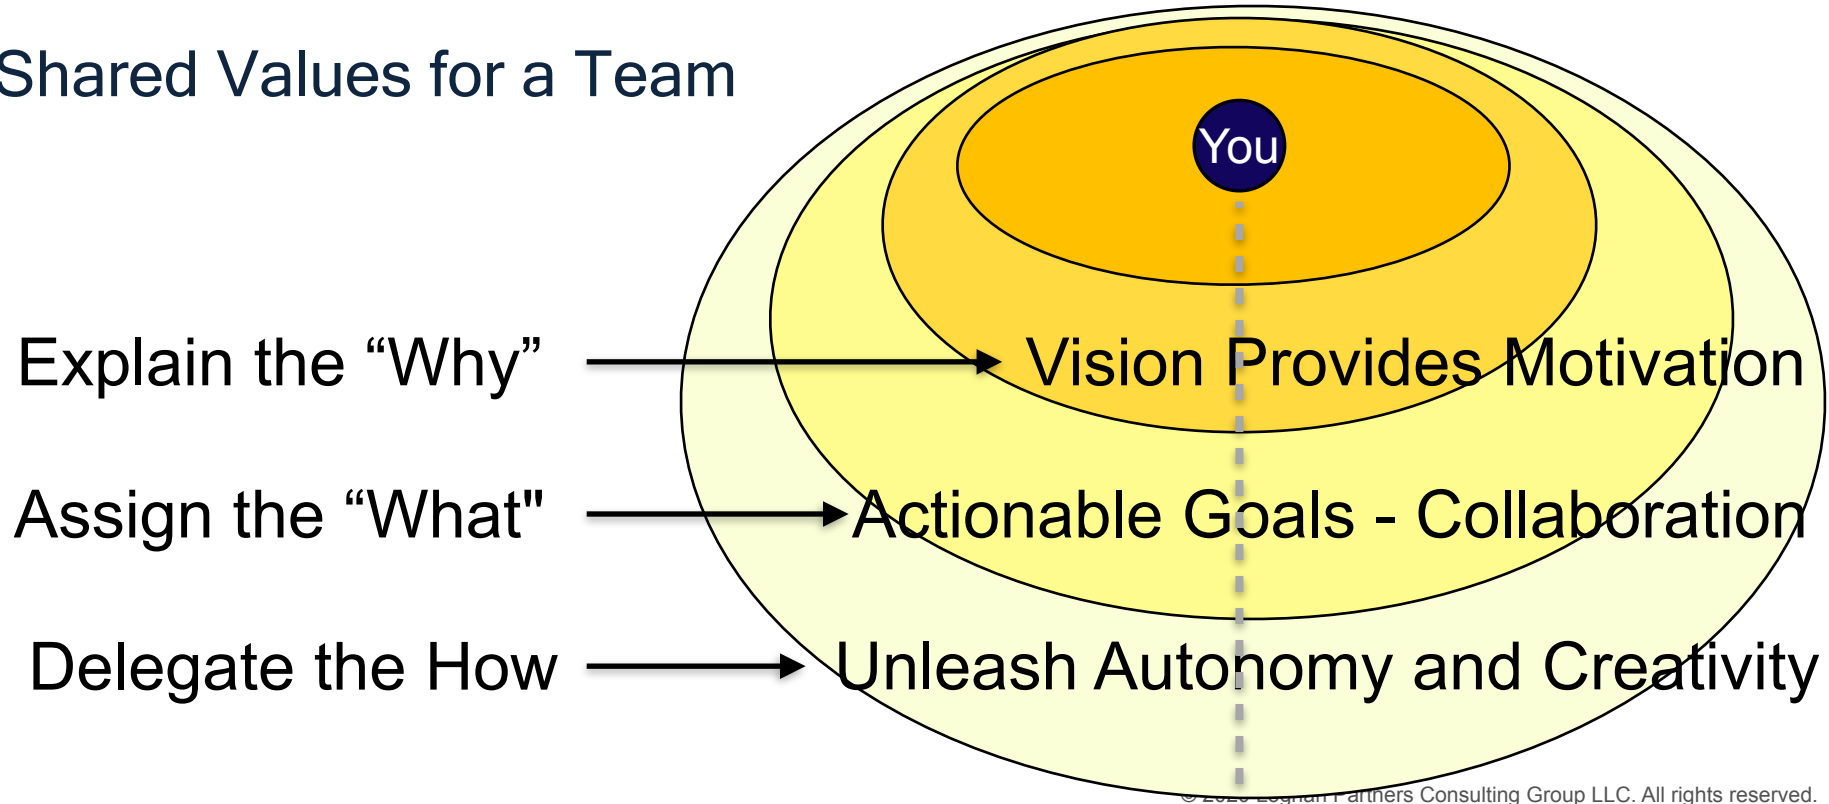 Shared Values for a Team
You
Explain the “Why” Vision Provides Motivation
Assign the “What" Actionable Goals - Collaboration
Delegate the How Unleash Autonomy and Creativity
Partners Consulting Group LLC. All rights reserved.